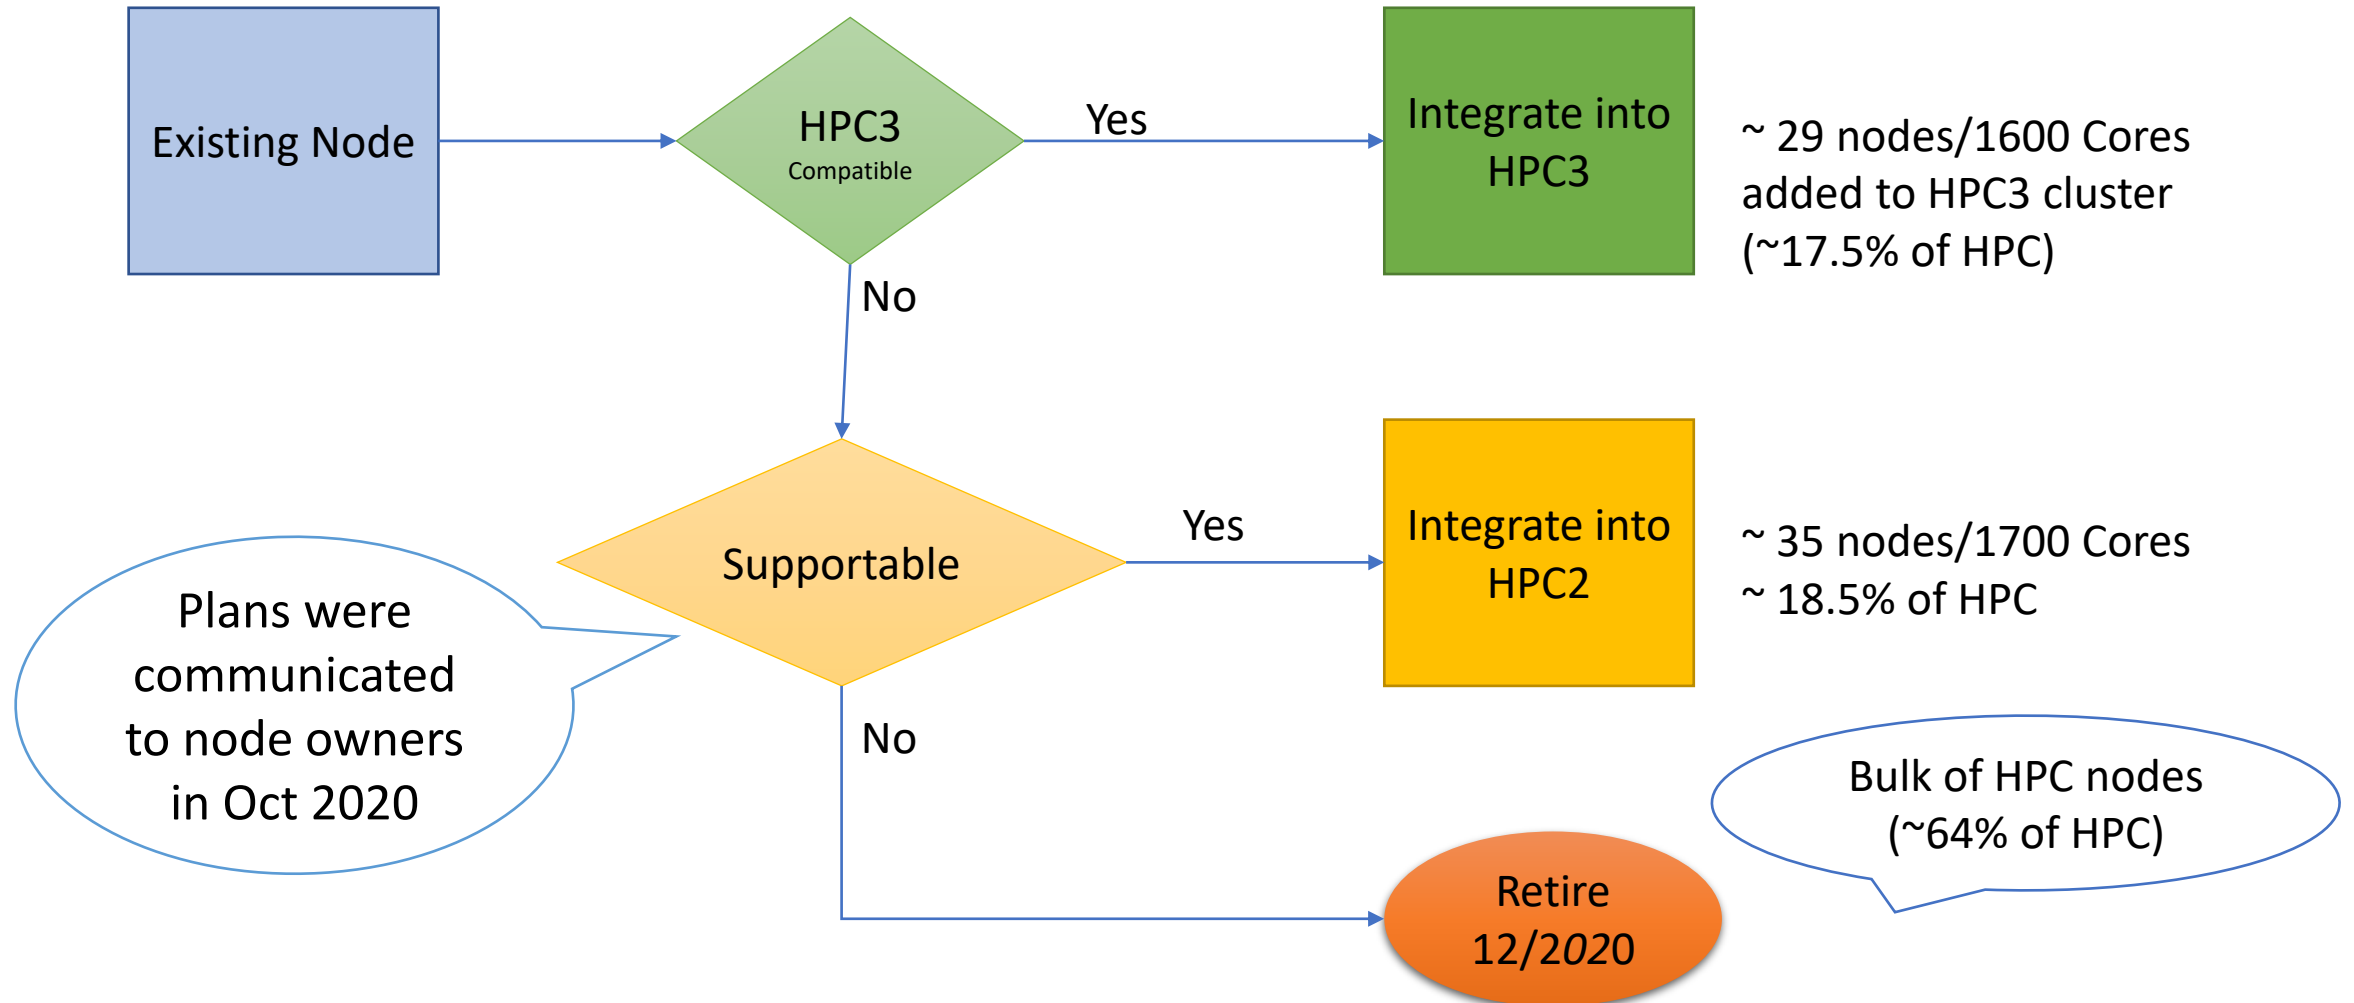 Existing Node
HPC3
Compatible
Yes
Integrate into
HPC3
~ 29 nodes/1600 Cores
added to HPC3 cluster
(~17.5% of HPC)
No
Supportable
Yes
Integrate into
HPC2
~ 35 nodes/1700 Cores
~ 18.5% of HPC
Plans were
communicated
to node owners
in Oct 2020
No
Bulk of HPC nodes
(~64% of HPC)
Retire
12/2020